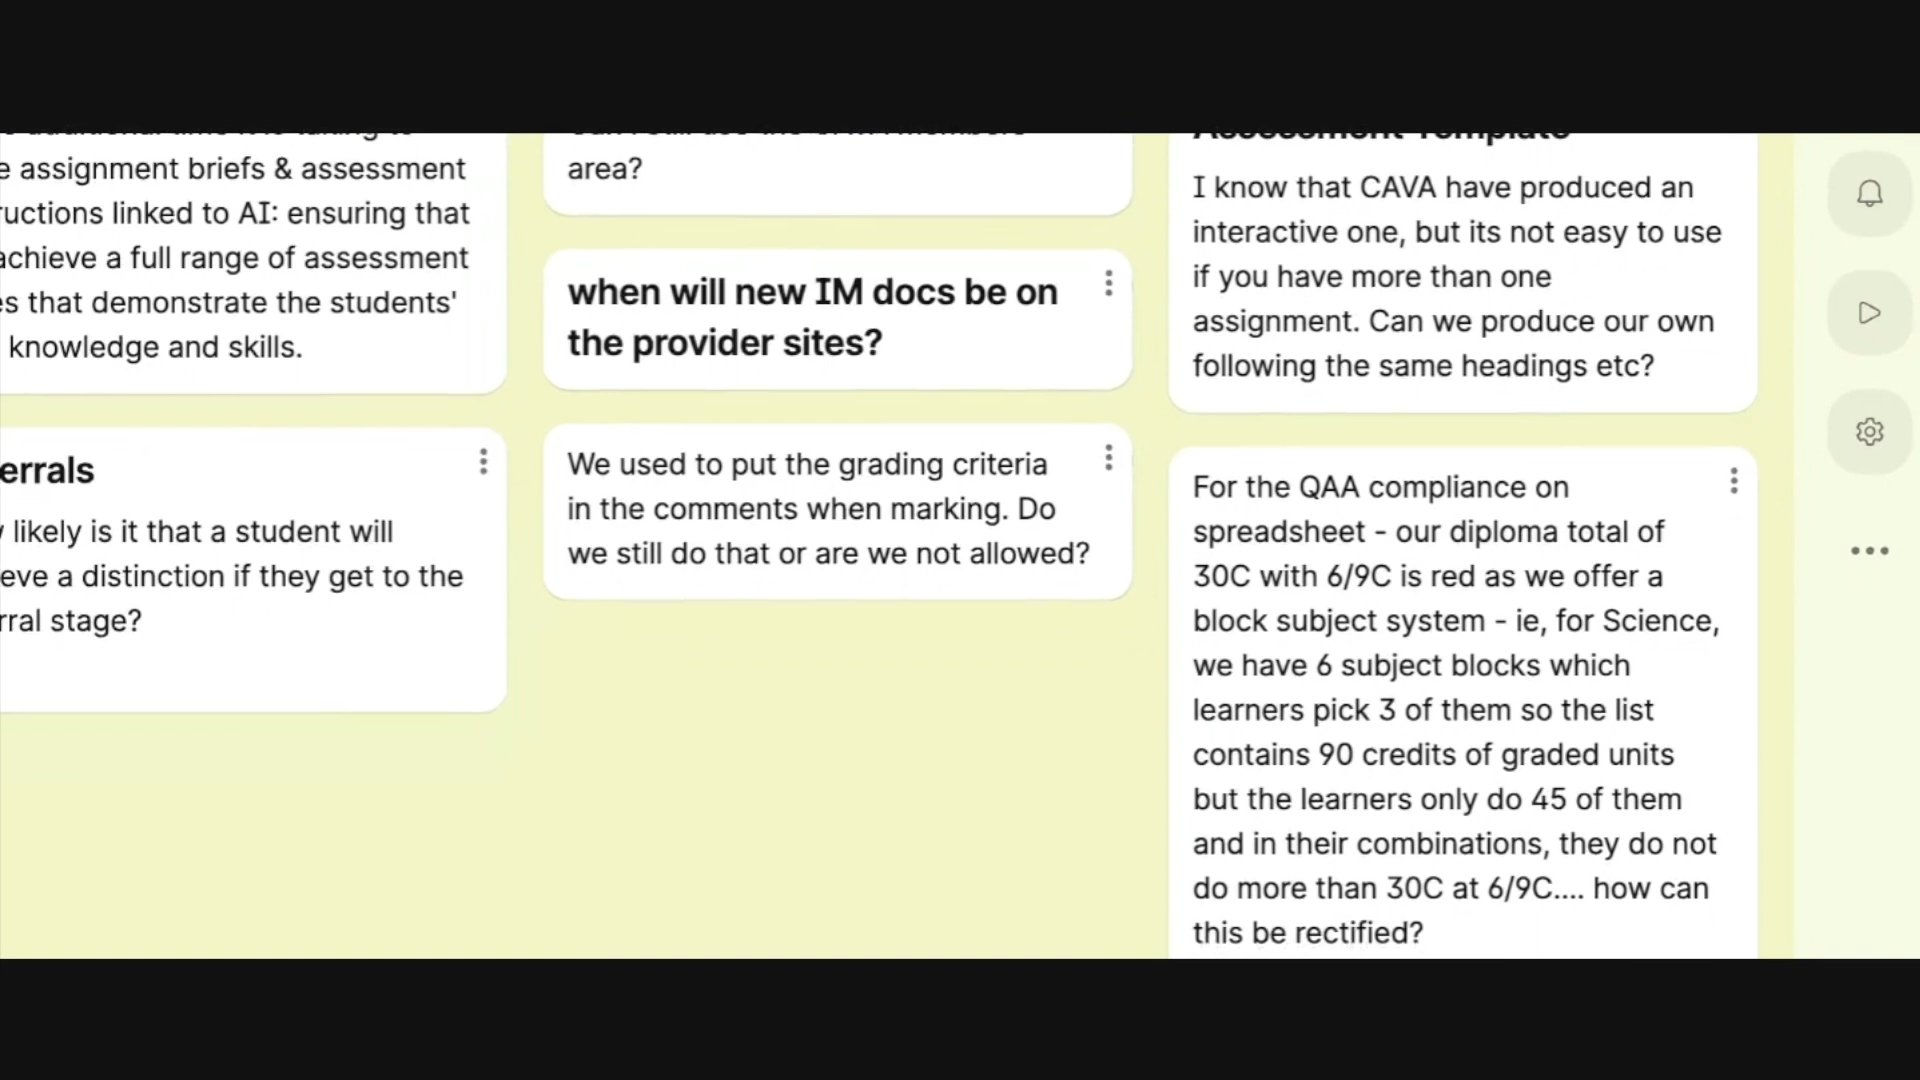 e assignment briefs & assessment
ructions linked to AI: ensuring that
achieve a full range of assessment
es that demonstrate the students'
knowledge and skills.
errals
likely is it that a student will
eve a distinction if they get to the
rral stage?
area?
when will new IM docs be on
the provider sites?
We used to put the grading criteria
in the comments when marking. Do
we still do that or are we not allowed?
Assessment Template
I know that CAVA have produced an
interactive one, but its not easy to use
if you have more than one
assignment. Can we produce our own
following the same headings etc?
For the QAA compliance on
spreadsheet - our diploma total of
30C with 6/9C is red as we offer a
block subject system - ie, for Science,
we have 6 subject blocks which
learners pick 3 of them so the list
contains 90 credits of graded units
but the learners only do 45 of them
and in their combinations, they do not
do more than 30C at 6/9C.... how can
this be rectified?